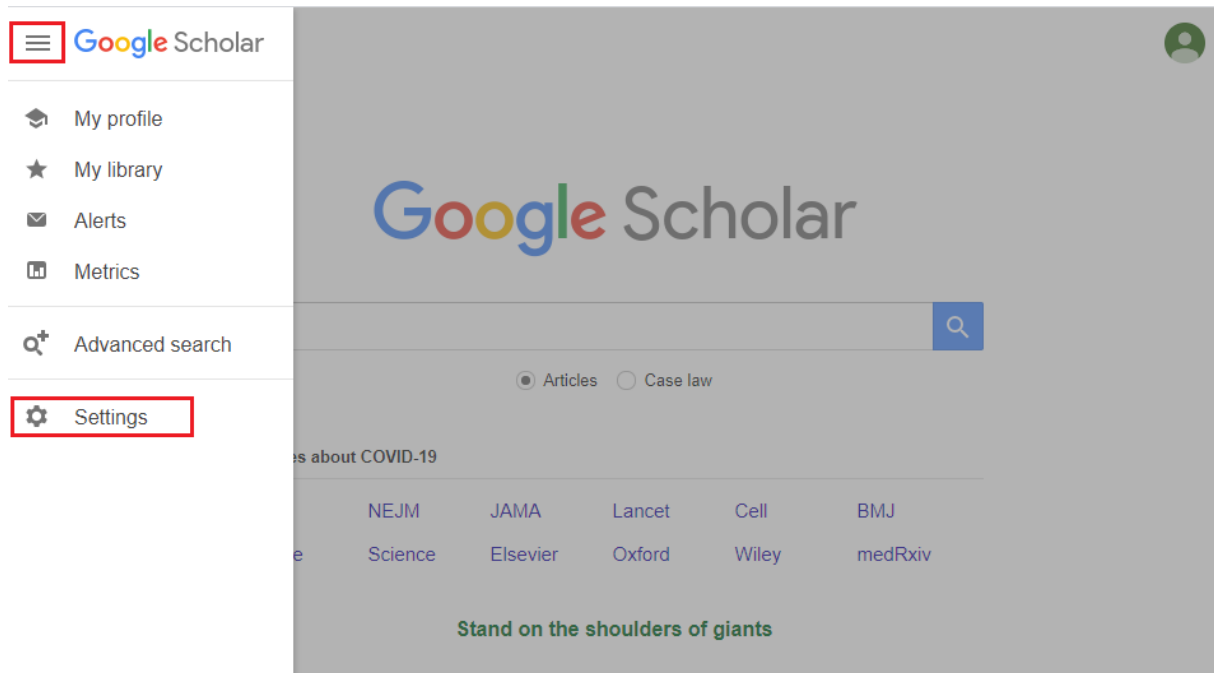 Google Scholar
My profile
My library
Alerts
Metrics
Advanced search
Settings
Google Scholar
Articles Case law
es about COVID-19
NEJM JAMA Lancet Cell BMJ
e Science Elsevier Oxford Wiley medRxiv
Stand on the shoulders of giants